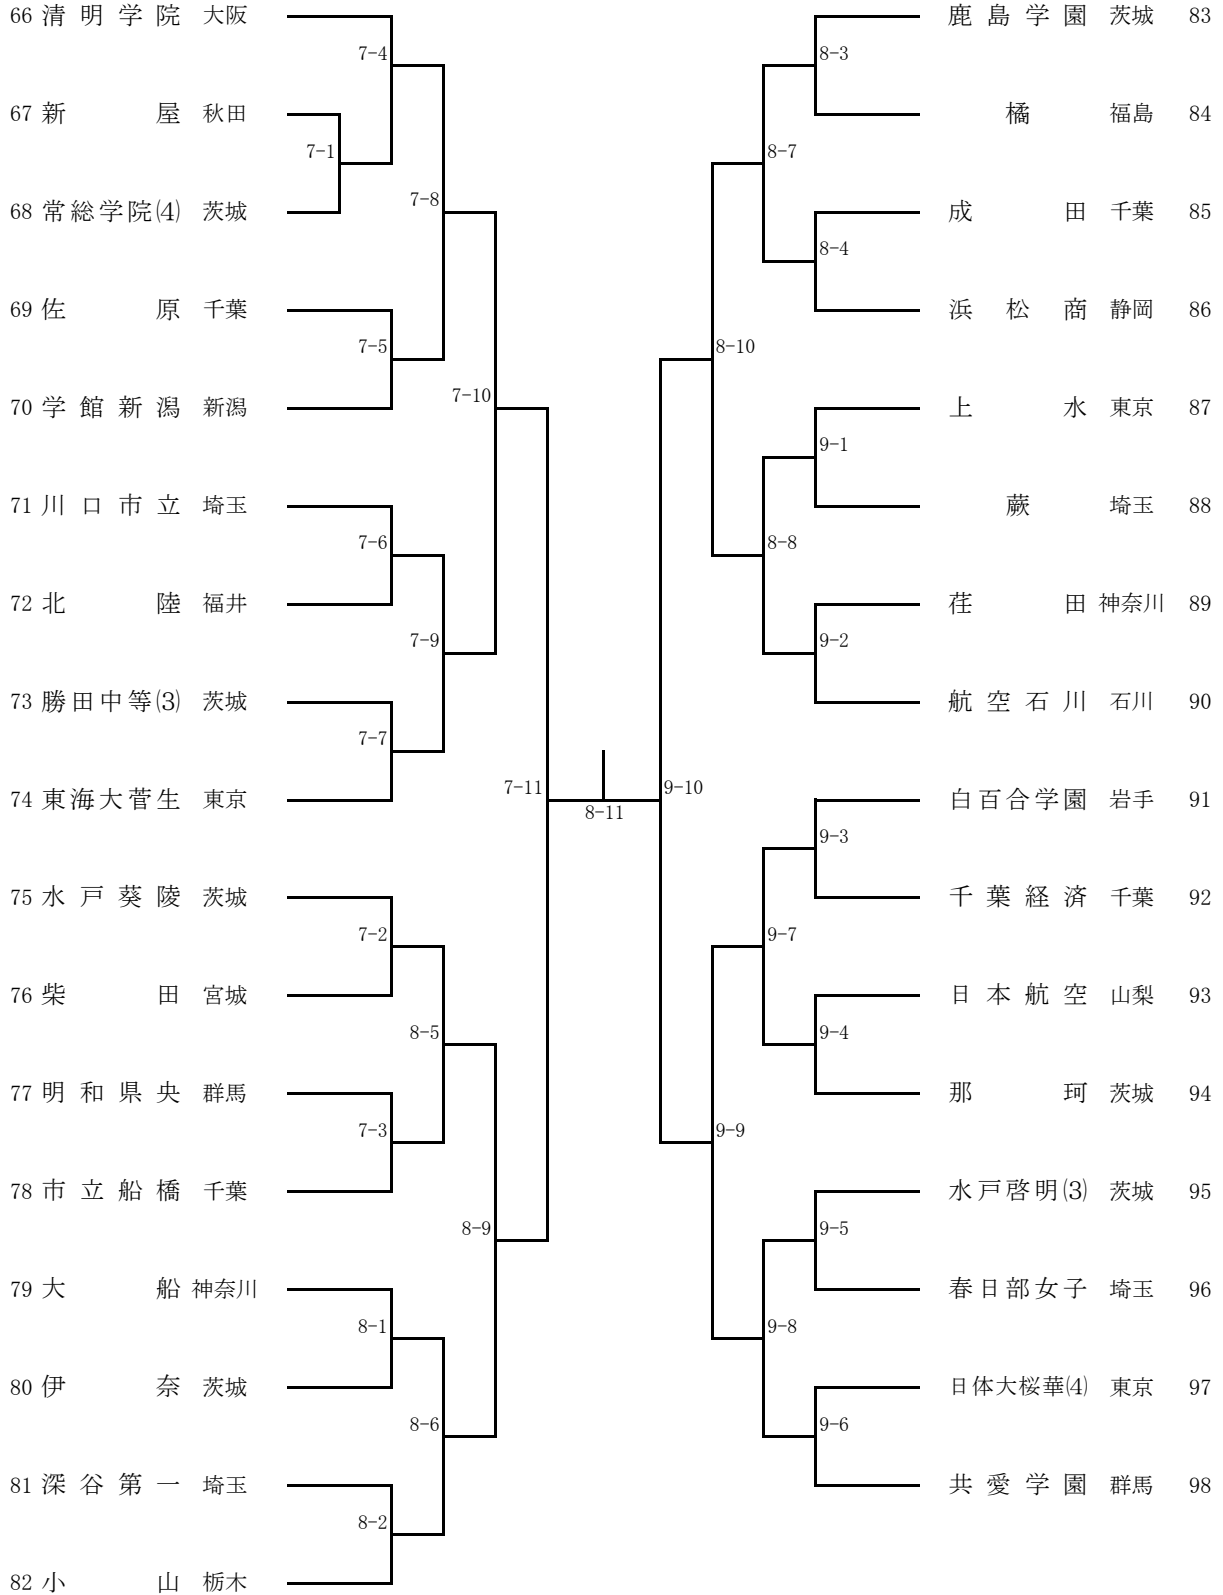 66 清明学院 大阪
7-4
67 新屋 秋田
7-1
68 常総学院(4) 茨城
7-8
69 佐原 千葉
7-5
70 学館新潟 新潟
7-10
71 川口市立 埼玉
7-6
72 北陸 福井
7-9
73 勝田中等(3) 茨城
7-7
74 東海大菅生 東京
7-11
75 水戸葵陵 茨城
7-2
76 柴田 宮城
8-5
77 明和県央 群馬
7-3
78 市立船橋 千葉
8-9
79 大船 神奈川
8-1
80 伊奈 茨城
8-6
81 深谷第一 埼玉
8-2
82 小山 栃木
8-11
鹿島学園 茨城 83
8-3
橘 福島 84
8-7
成田 千葉 85
8-4
浜松商 静岡 86
8-10
上水 東京 87
9-1
蕨 埼玉 88
8-8
荏田 神奈川 89
9-2
航空石川 石川 90
9-10
白百合学園 岩手 91
9-3
千葉経済 千葉 92
9-7
日本航空 山梨 93
9-4
那珂 茨城 94
9-9
水戸啓明(3) 茨城 95
9-5
春日部女子 埼玉 96
9-8
日体大桜華(4) 東京 97
9-6
共愛学園 群馬 98